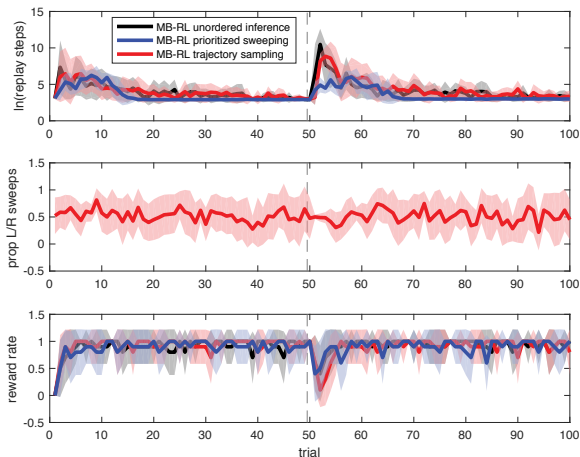 MB-RL unordered inference
MB-RL prioritized sweeping
MB-RL trajectory sampling
ln(replay steps)
15
10
5
0
0 10 20 30 40 50 60 70 80 90 100
prop L/R sweeps
1.5
1
0.5
0
-0.5
0 10 20 30 40 50 60 70 80 90 100
reward rate
1.5
1
0.5
0
-0.5
0 10 20 30 40 50 60 70 80 90 100
trial